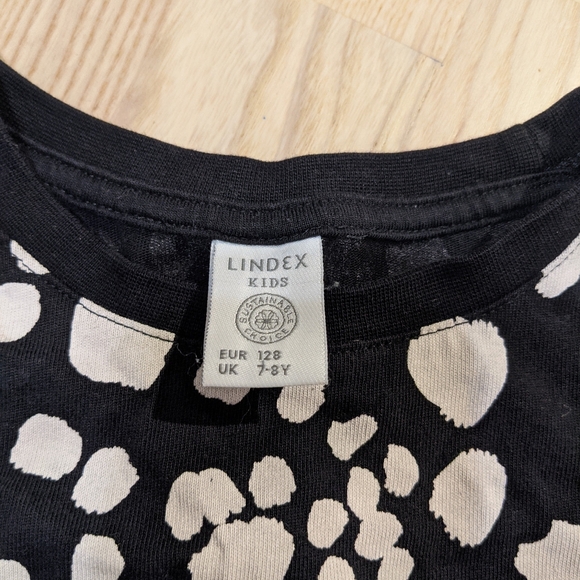 LINDEX
KIDS
SUSTAINABLE
CHOICE
EUR 128
UK 7-8Y